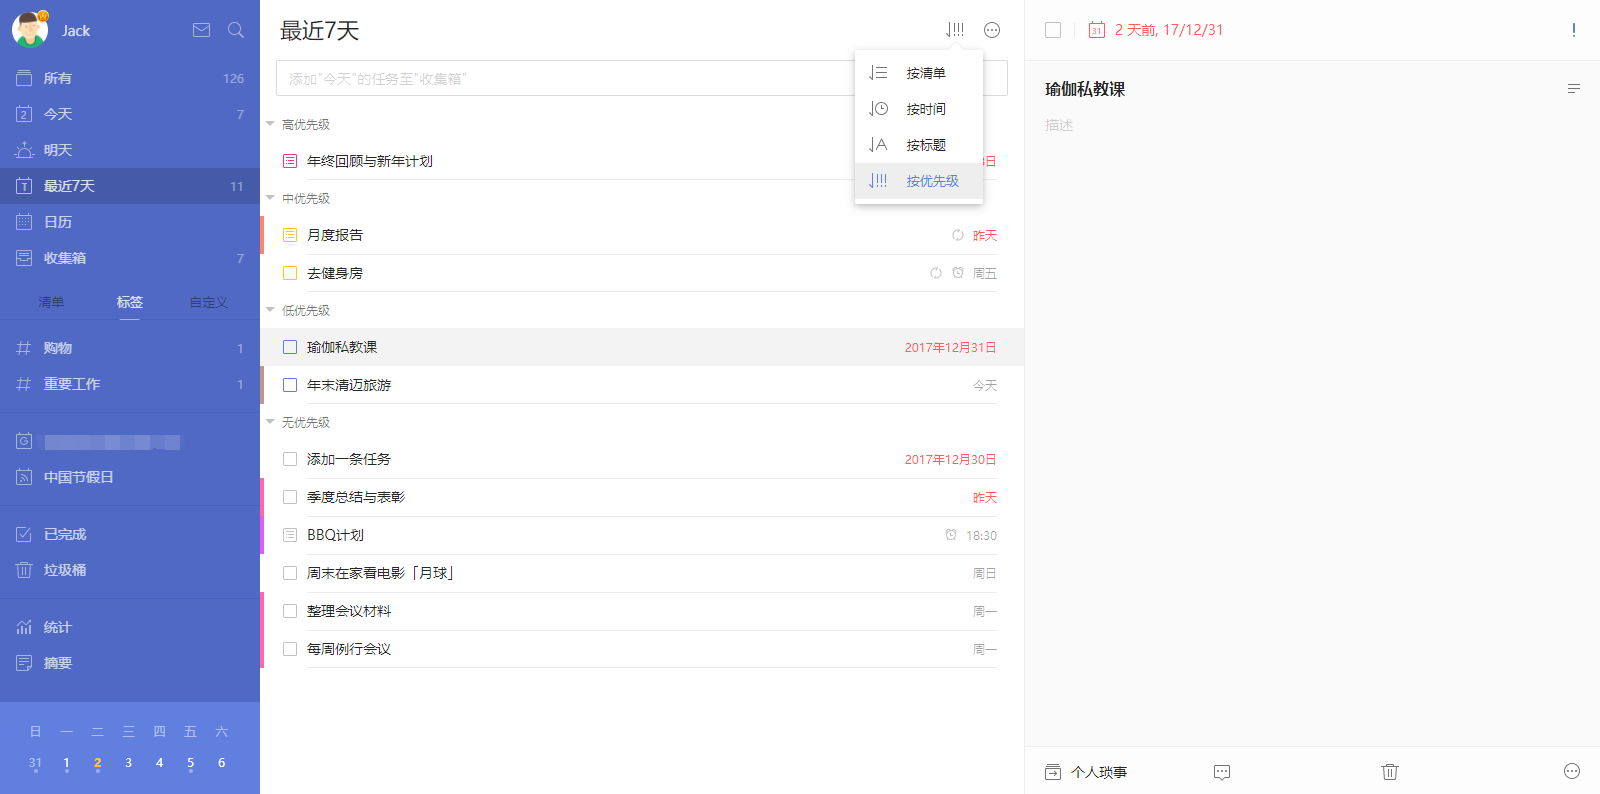 Jack
所有 126
2 今天 7
明天
T 最近7天 11
日历
收集箱 7
清单 标签 自定义
购物 1
重要工作 1
G
中国节假日
已完成
垃圾桶
统计
摘要
日 一 二 三 四 五 六
31 1 2 3 4 5 6
最近7天
添加"今天"的任务至"收集箱"
按清单
按时间
按标题
按优先级
高优先级
年终回顾与新年计划 日
中优先级
月度报告 昨天
去健身房 周五
低优先级
瑜伽私教课 2017年12月31日
年末清迈旅游 今天
无优先级
添加一条任务 2017年12月30日
季度总结与表彰 昨天
BBQ计划 18:30
周末在家看电影「月球」 周日
整理会议材料 周一
每周例行会议 周一
31 2 天前, 17/12/31 !
瑜伽私教课
描述
个人琐事